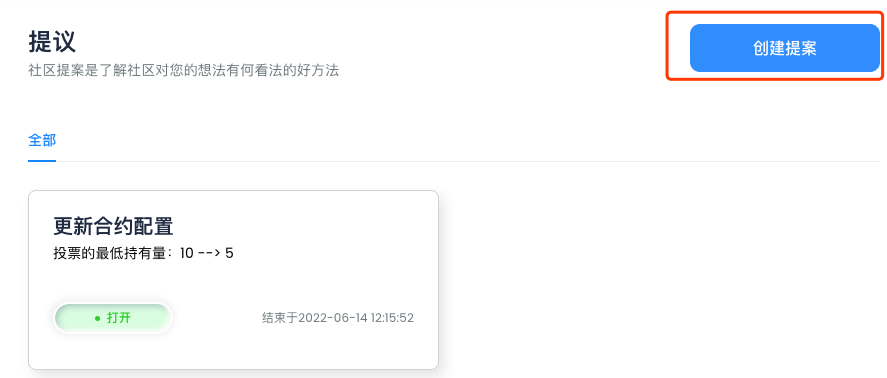 提议
创建提案
社区提案是了解社区对您的想法有何看法的好方法
全部
更新合约配置
投票的最低持有量：10 --> 5
打开
结束于2022-06-14 12:15:52